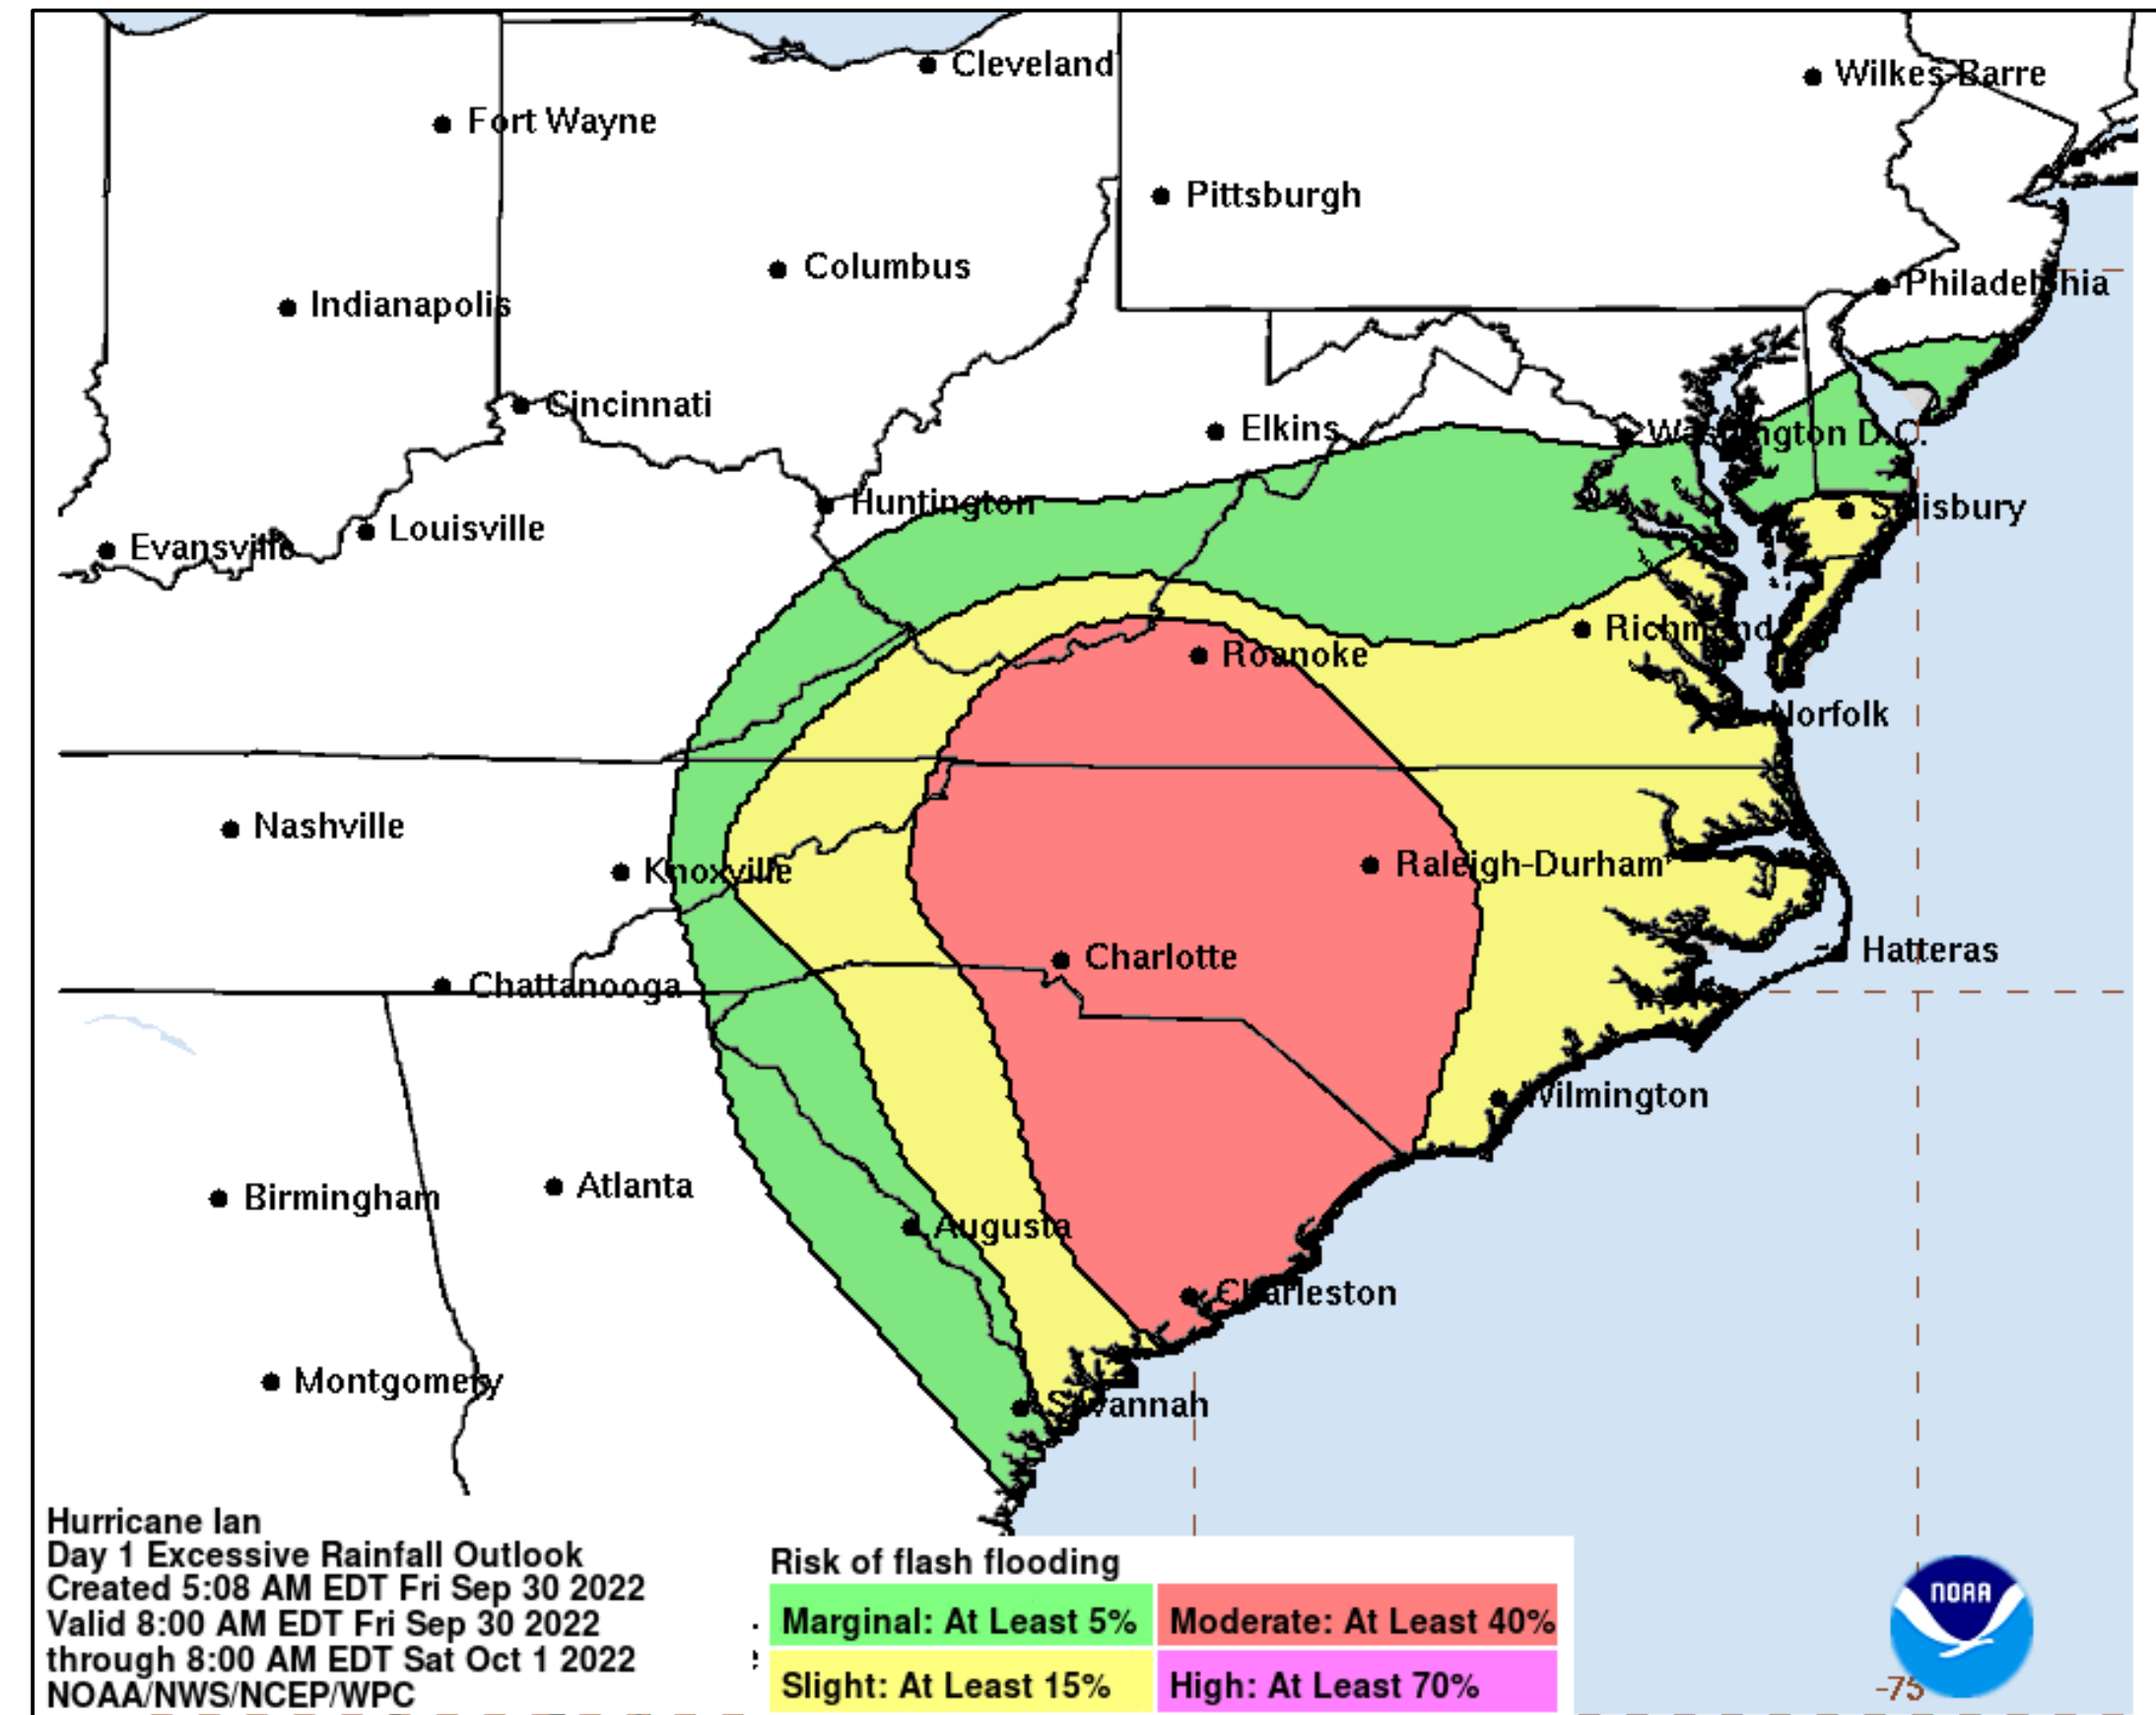 Cleveland
Wilkes-Barre
Fort Wayne
Pittsburgh
Columbus
Philadelphia
Indianapolis
Cincinnati
Elkins
Washington D.C.
Huntington
Salisbury
Louisville
Evansville
Richmond
Roanoke
Norfolk
Nashville
Knoxville
Raleigh-Durham
Hatteras
Charlotte
Chattanooga
Wilmington
Atlanta
Birmingham
Augusta
Charleston
Montgomery
Savannah
Hurricane Ian
Day 1 Excessive Rainfall Outlook
Created 5:08 AM EDT Fri Sep 30 2022
Valid 8:00 AM EDT Fri Sep 30 2022
through 8:00 AM EDT Sat Oct 1 2022
NOAA/NWS/NCEP/WPC
Risk of flash flooding
Marginal: At Least 5%
Moderate: At Least 40%
Slight: At Least 15%
High: At Least 70%
NOAA
-75